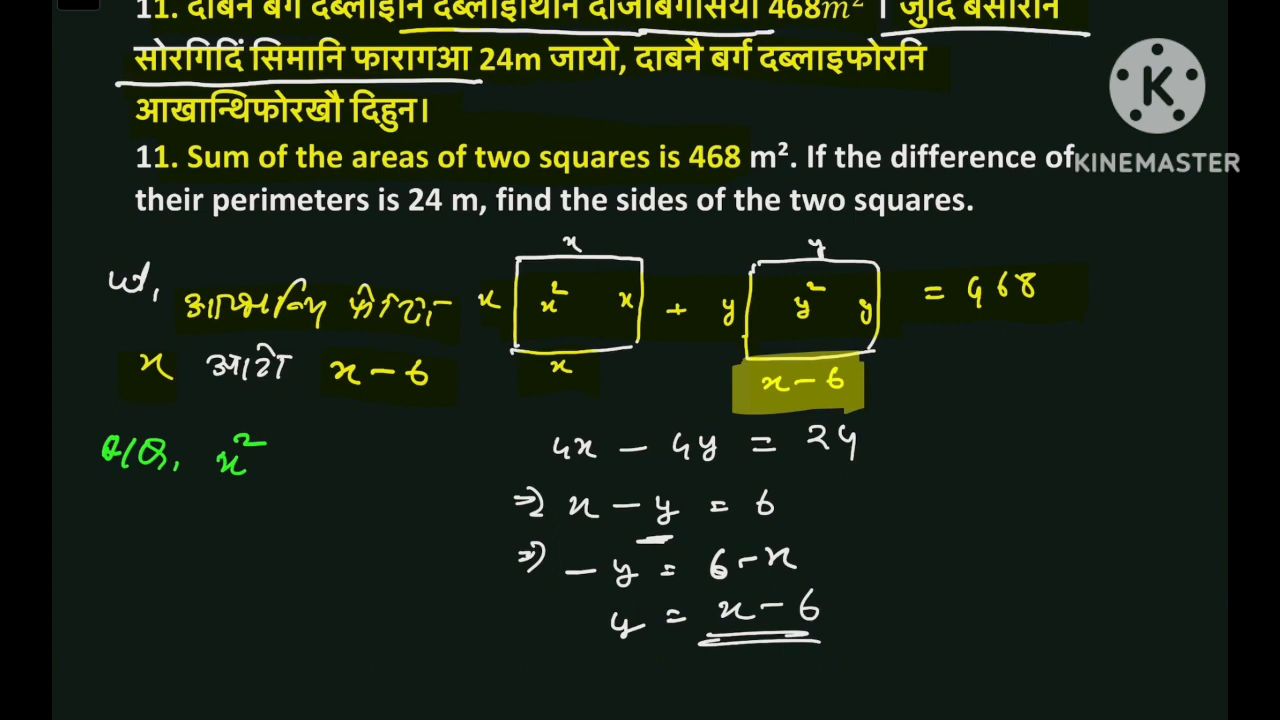 11. दाबनै बर्ग दब्लाइनि दब्लाइथानि दाजाबगासिया 468m² । जुदि बेसोरनि
सोरगिदिं सिमानि फारागआ 24m जायो, दाबनै बर्ग दब्लाइफोरनि
आखान्थिफोरखौ दिहुन।
KINEMASTER
11. Sum of the areas of two squares is 468 m². If the difference of
their perimeters is 24 m, find the sides of the two squares.
x y
x x² x + y y² y = 468
x x - 6 x x - 6
x² 4x - 4y = 24
⇒ x - y = 6
⇒ - y = 6 - x
y = x - 6